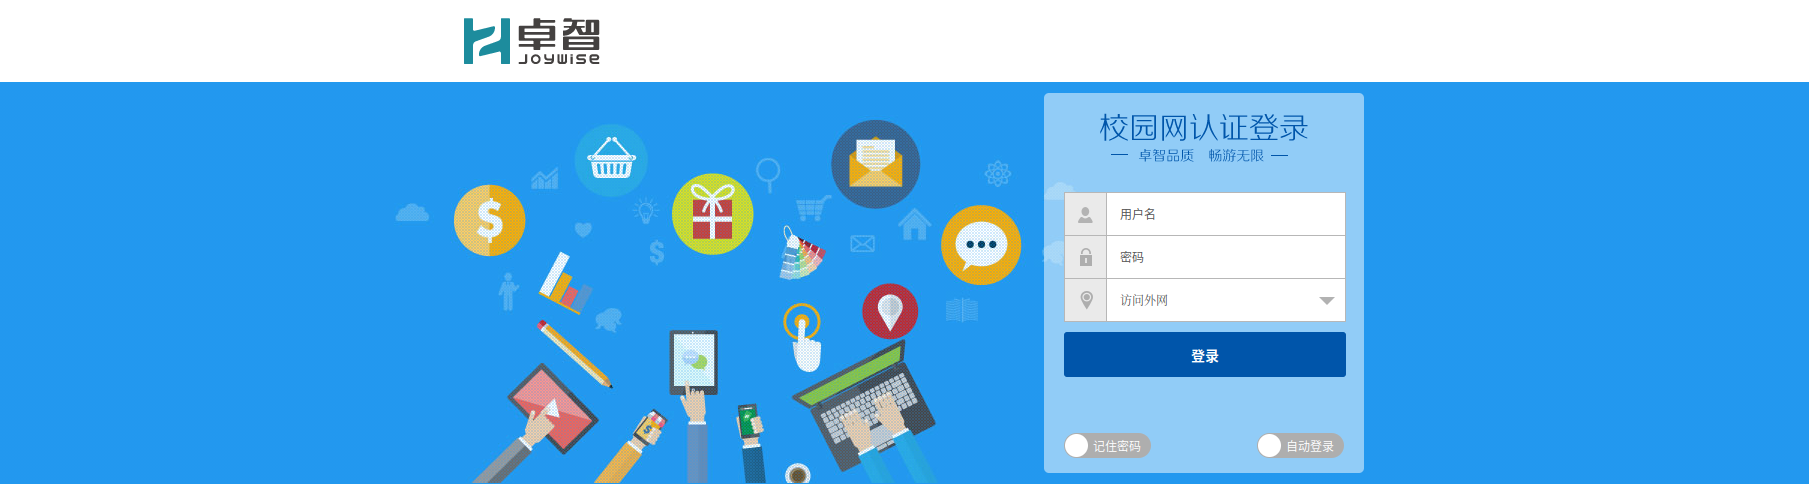 卓智
Joywise
校园网认证登录
卓智品质 畅游无限
用户名
密码
访问外网
登录
记住密码 自动登录